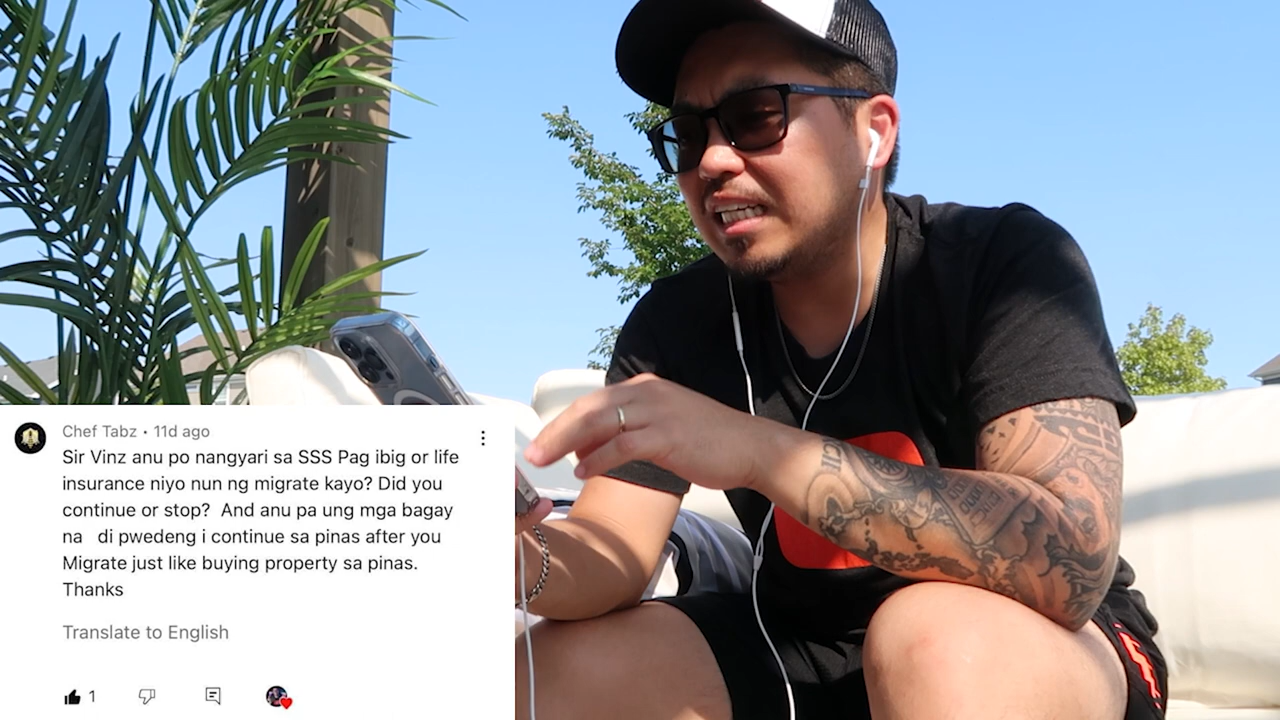 Chef Tabz • 11d ago
Sir Vinz anu po nangyari sa SSS Pag ibig or life
insurance niyo nun ng migrate kayo? Did you
continue or stop? And anu pa ung mga bagay
na di pwedeng i continue sa pinas after you
Migrate just like buying property sa pinas.
Thanks
Translate to English
1